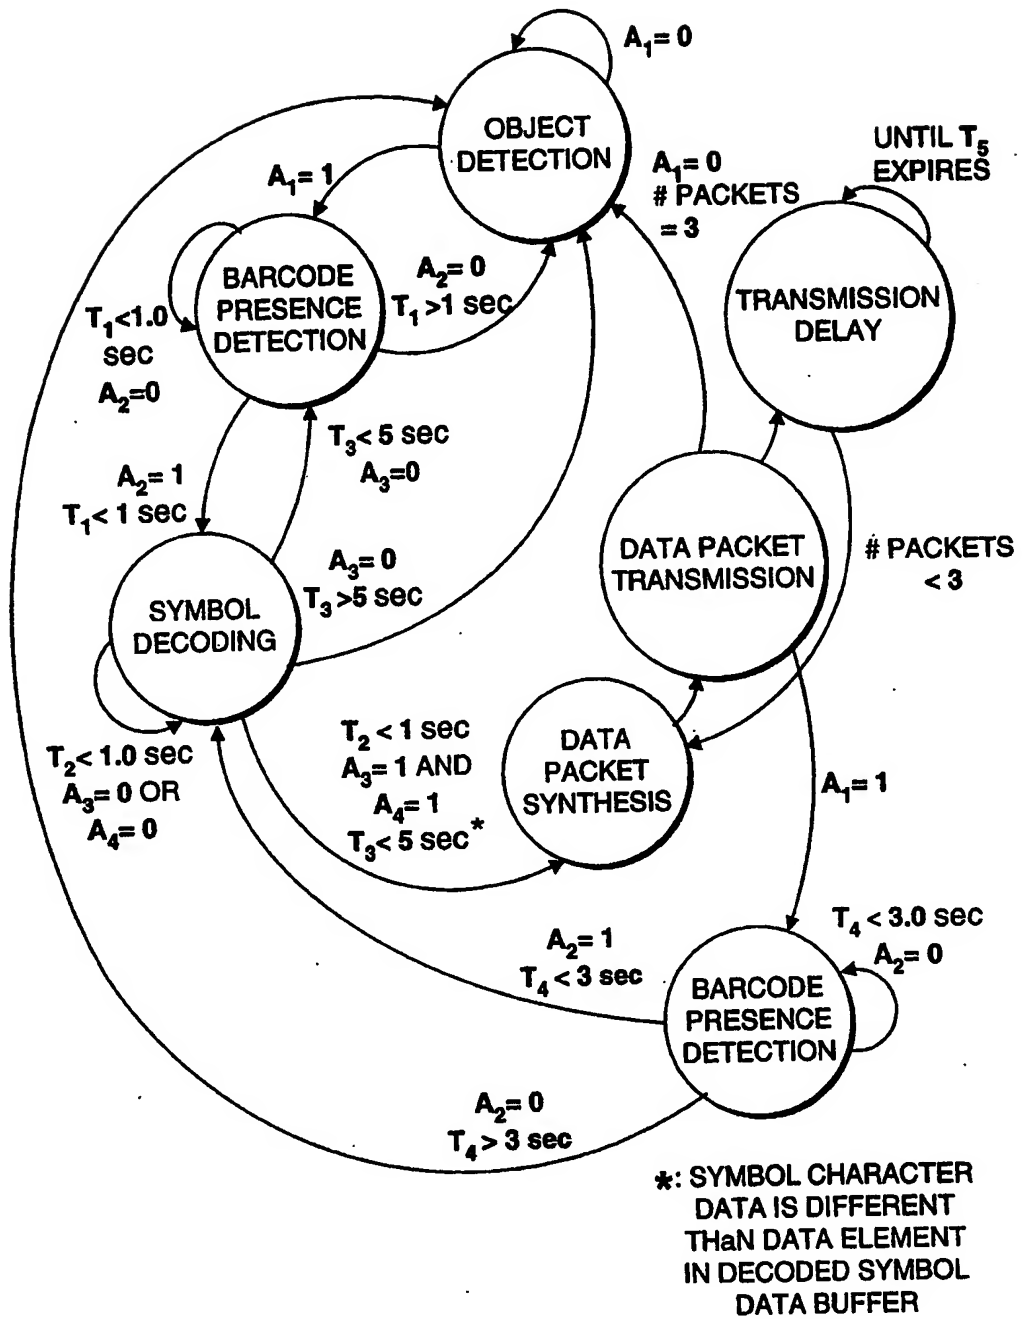 A1= 0
OBJECT
DETECTION
UNTIL T5
EXPIRES
A1= 0
# PACKETS
= 3
A1= 1
BARCODE
PRESENCE
DETECTION
A2= 0
T1 >1 sec
TRANSMISSION
DELAY
T1<1.0
sec
A2=0
T3< 5 sec
A3=0
A2= 1
T1< 1 sec
DATA PACKET
TRANSMISSION
# PACKETS
< 3
A3= 0
T3 >5 sec
SYMBOL
DECODING
T2< 1 sec
A3= 1 AND
A4= 1
T3< 5 sec*
DATA
PACKET
SYNTHESIS
T2< 1.0 sec
A3= 0 OR
A4= 0
A1= 1
T4 < 3.0 sec
A2= 0
A2= 1
T4 < 3 sec
BARCODE
PRESENCE
DETECTION
A2= 0
T4 > 3 sec
*: SYMBOL CHARACTER
DATA IS DIFFERENT
THaN DATA ELEMENT
IN DECODED SYMBOL
DATA BUFFER